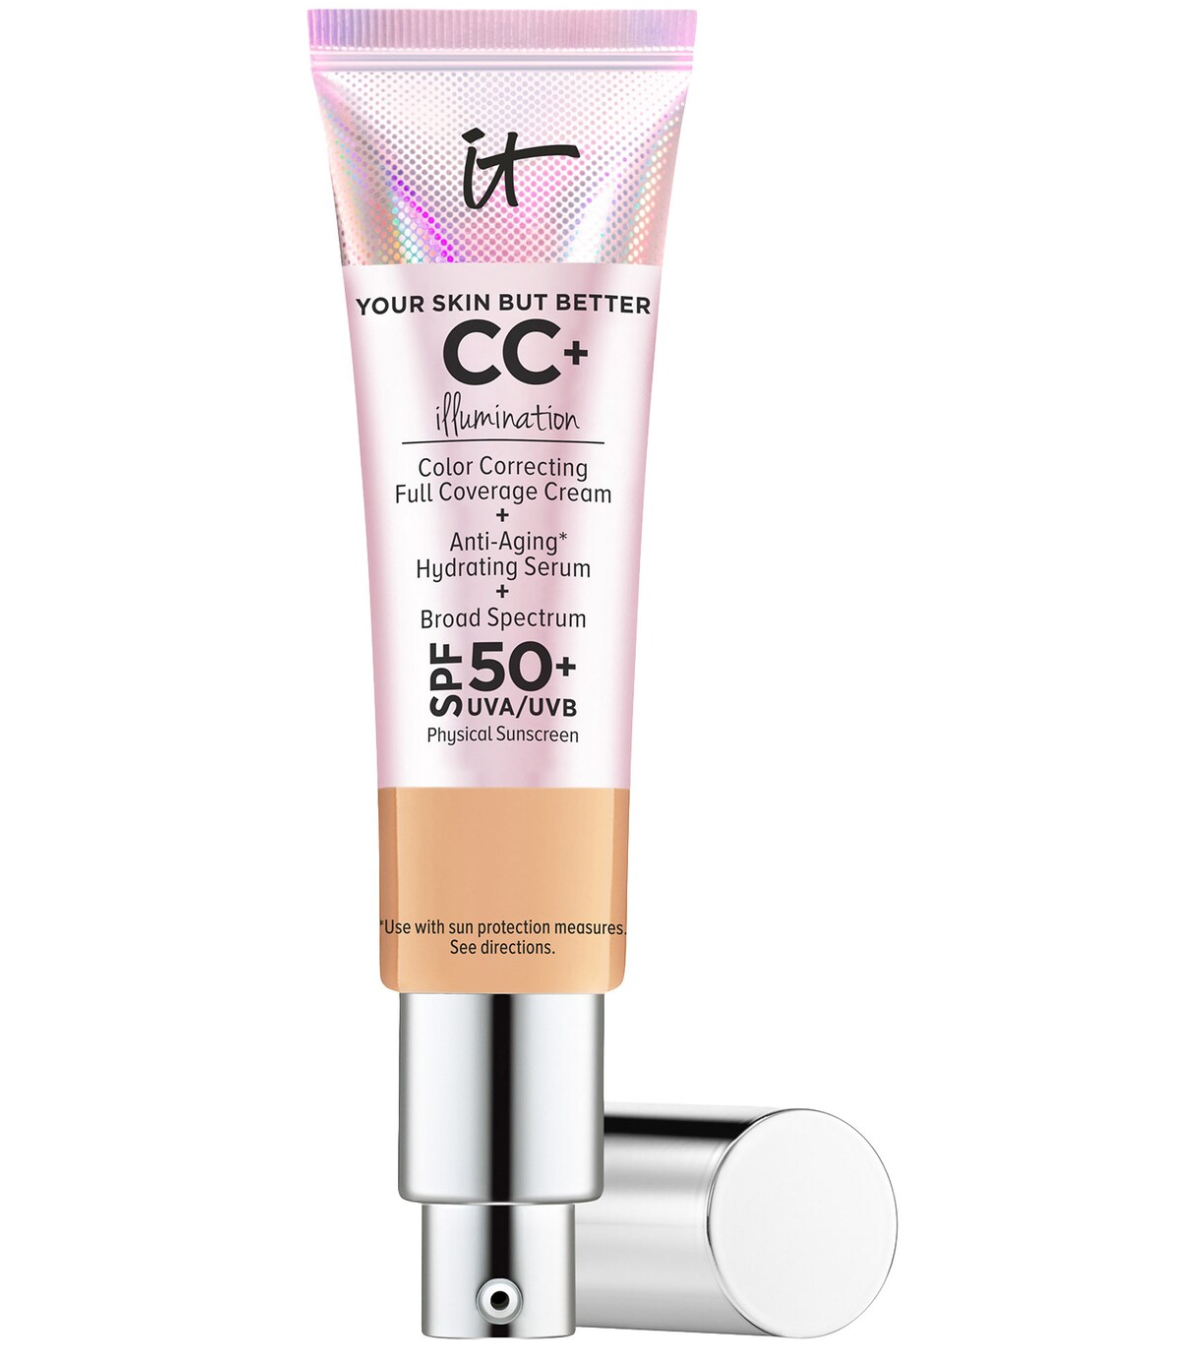 it
YOUR SKIN BUT BETTER
CC+
illumination
Color Correcting
Full Coverage Cream
+
Anti-Aging*
Hydrating Serum
+
Broad Spectrum
SPF 50+
UVA/UVB
Physical Sunscreen
*Use with sun protection measures.
See directions.